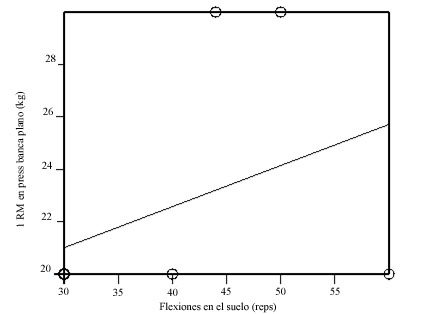 28
26
24
22
20
1 RM en press banca plano (kg)
30 35 40 45 50 55
Flexiones en el suelo (reps)